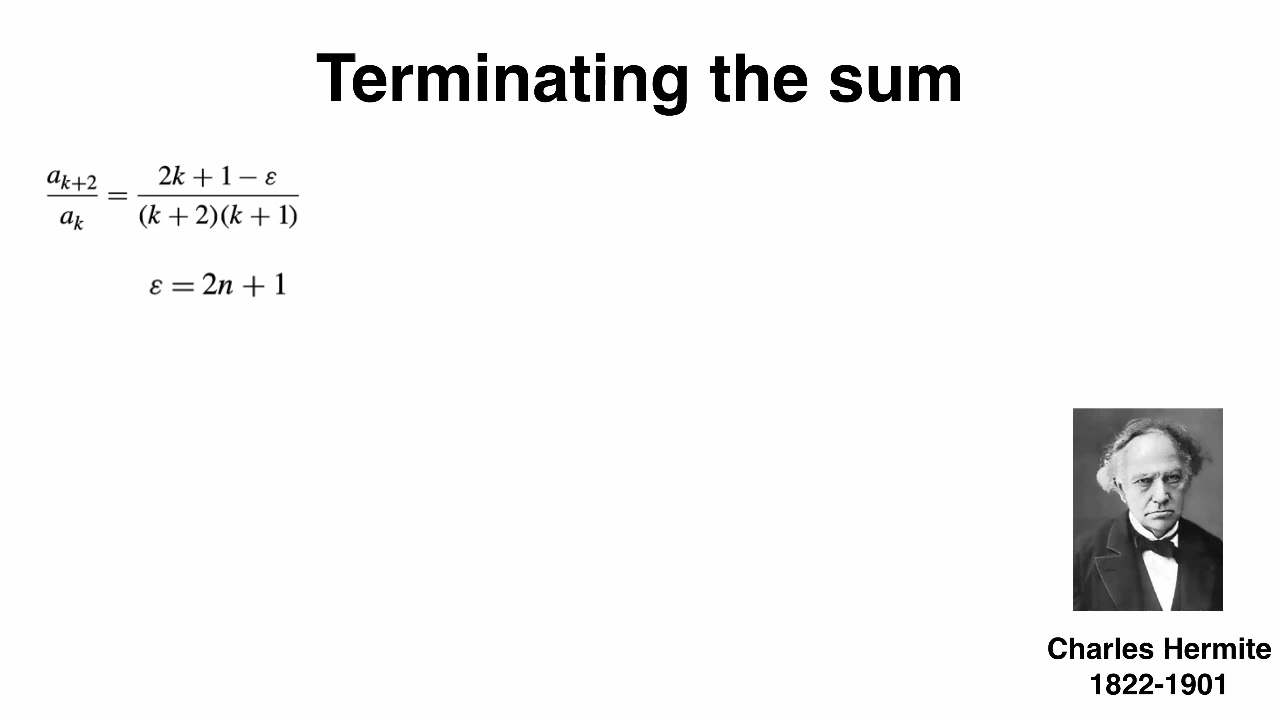 Terminating the sum
a_{k+2}/a_k = (2k + 1 − ε)/((k + 2)(k + 1))
ε = 2n + 1
Charles Hermite
1822-1901